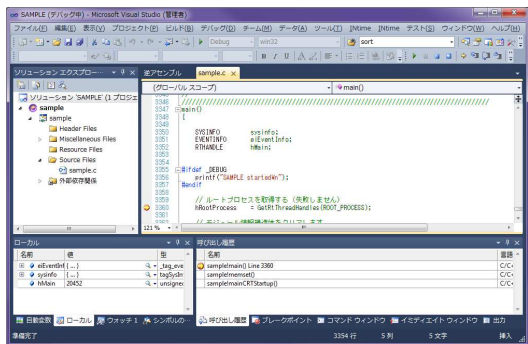 SAMPLE (デバッグ中) - Microsoft Visual Studio (管理者)
ファイル(F) 編集(E) 表示(V) プロジェクト(P) ビルド(B) デバッグ(D) チーム(M) データ(A) ツール(T) INtime INtime テスト(S) ウィンドウ(W) ヘルプ(H)
Debug win32 sort
ソリューション エクスプロー...
逆アセンブル sample.c
ソリューション 'SAMPLE' (1 プロジェ
sample
sample
Header Files
Miscellaneous Files
Resource Files
Source Files
sample.c
外部依存関係
(グローバル スコープ) main()
3346 ////////////////////////////////
3347 main()
3348 {
3349
3350 SYSINFO sysinfo;
3351 EVENTINFO eiEventInfo;
3352 RTHANDLE hMain;
3353
3354
3355 #ifdef _DEBUG
3356 printf("SAMPLE started¥n");
3357 #endif
3358
3359 // ルートプロセスを取得する (失敗しません)
3360 hRootProcess = GetRtThreadHandles(ROOT_PROCESS);
3361
121 %
ローカル
名前 値 型
eiEventInf {...} _tag_eve
sysinfo {...} tagSysIn
hMain 20452 unsigne
呼び出し履歴
名前 言語
sample!main() Line 3360 C/C+
sample!memset() C/C+
sample!mainCRTStartup() C/C+
自動変数 ローカル ウォッチ 1 シンボルの...
呼び出し履歴 ブレークポイント コマンド ウィンドウ イミディエイト ウィンドウ 出力
準備完了 3354 行 5 列 5 文字 挿入